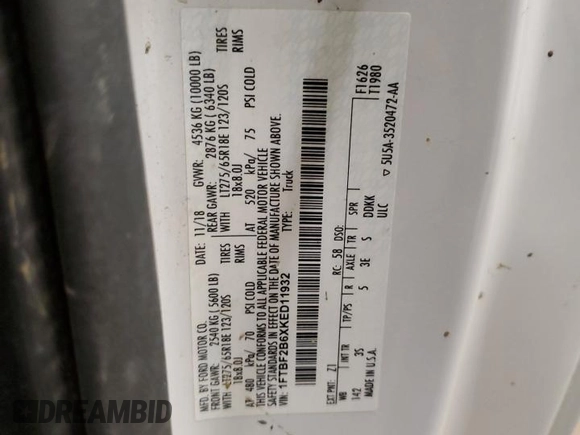 MFD. BY FORD MOTOR CO.
DATE: 11/18 GVWR: 4536 KG (10000 LB)
FRONT GAWR: 2540 KG ( 5600 LB) REAR GAWR: 2876 KG ( 6340 LB)
WITH LT275/65R18E 123/120S TIRES WITH LT275/65R18E 123/120S TIRES
18x8.0J RIMS 18x8.0J RIMS
AT 480 kPa/ 70 PSI COLD AT 520 kPa/ 75 PSI COLD
THIS VEHICLE CONFORMS TO ALL APPLICABLE FEDERAL MOTOR VEHICLE
SAFETY STANDARDS IN EFFECT ON THE DATE OF MANUFACTURE SHOWN ABOVE.
VIN: 1FTBF2B6XKED11932
TYPE: Truck
F1626
T1980
EXT PNT: Z1 RC: 58 DSO:
WB INT TR TP/PS R AXLE TR SPR
142 35 5 3E S DDKK
MADE IN U.S.A. ULC
▽ 5U5A-3520472-AA
DREAMBID